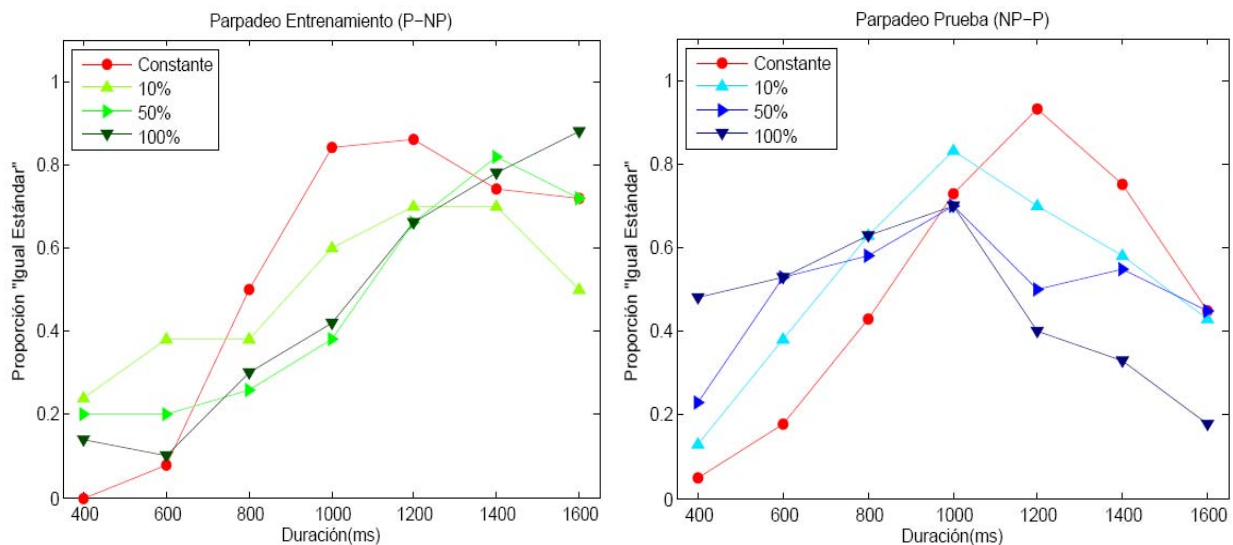 Parpadeo Entrenamiento (P−NP)
Constante
10%
50%
100%
1
0.8
0.6
0.4
0.2
0
Proporción "Igual Estándar"
400 600 800 1000 1200 1400 1600
Duración(ms)
Parpadeo Prueba (NP−P)
Constante
10%
50%
100%
1
0.8
0.6
0.4
0.2
0
Proporción "Igual Estándar"
400 600 800 1000 1200 1400 1600
Duración(ms)